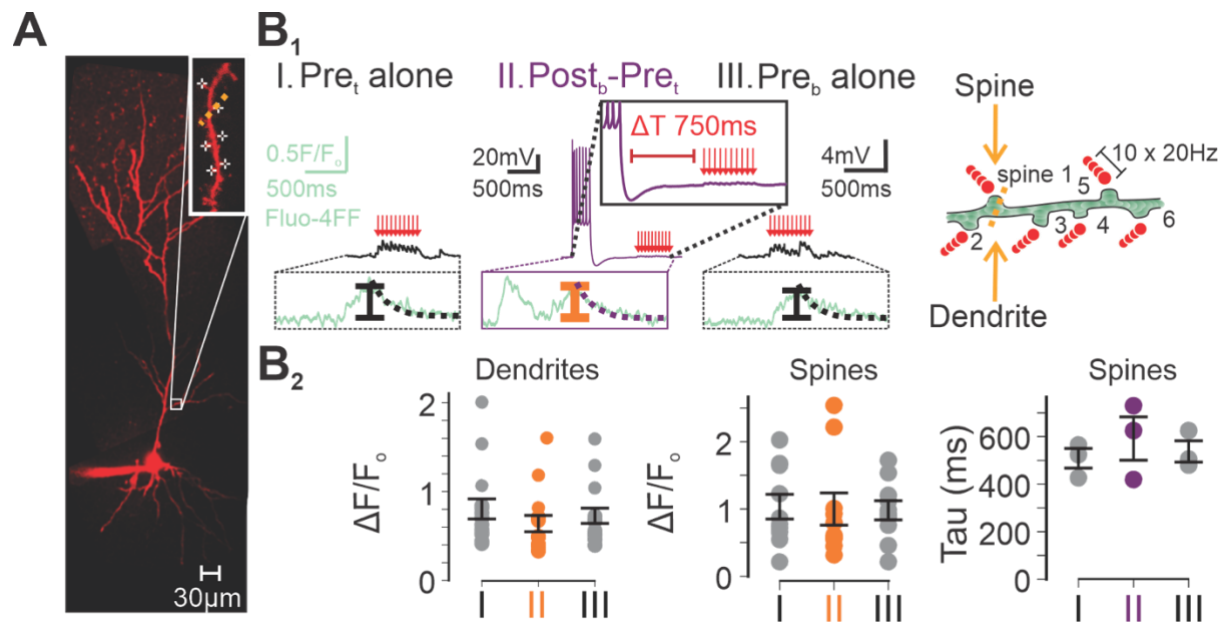 A
30µm
B₁
I. Preₜ alone
II. Post_b-Preₜ
III. Pre_b alone
0.5F/Fₒ
500ms
Fluo-4FF
20mV
500ms
ΔT 750ms
4mV
500ms
Spine
10 x 20Hz
spine 1
5
2
3
4
6
Dendrite
B₂
Dendrites
ΔF/Fₒ
2
1
0
I
II
III
Spines
ΔF/Fₒ
2
1
0
I
II
III
Spines
Tau (ms)
600
400
200
0
I
II
III